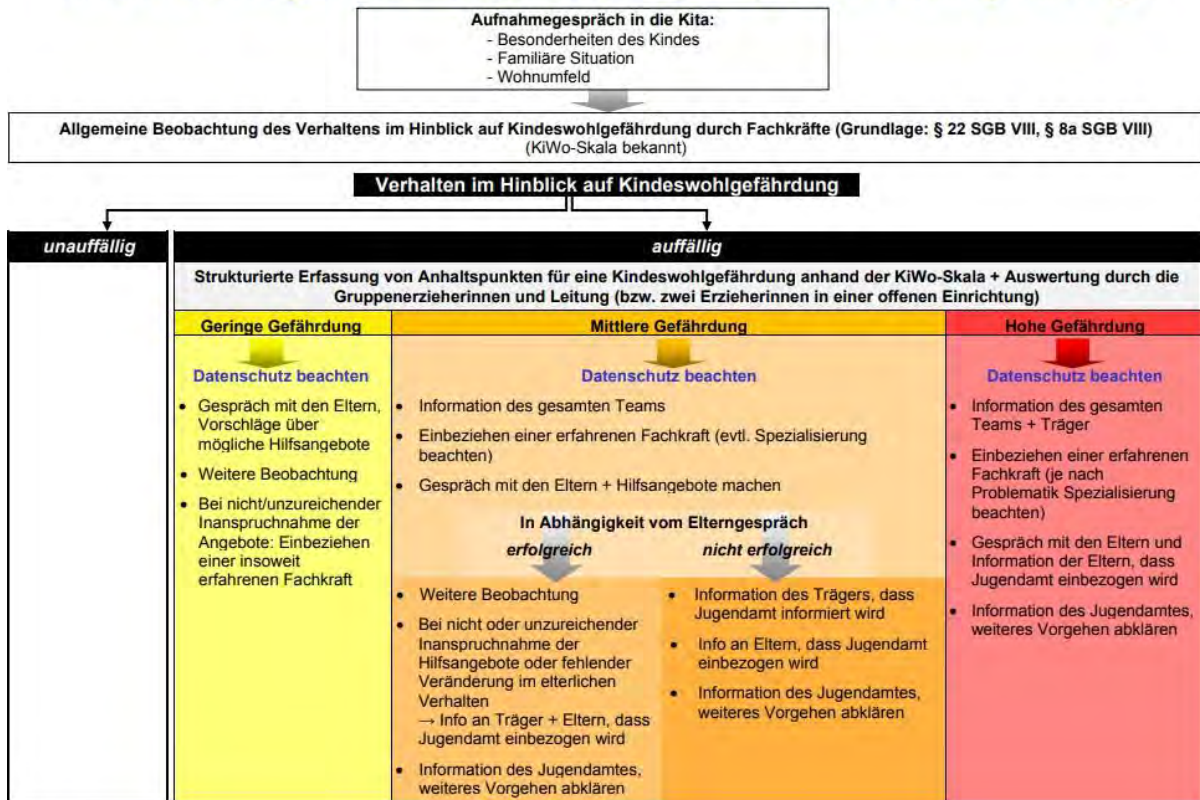 Aufnahmegespräch in die Kita:
- Besonderheiten des Kindes
- Familiäre Situation
- Wohnumfeld
Allgemeine Beobachtung des Verhaltens im Hinblick auf Kindeswohlgefährdung durch Fachkräfte (Grundlage: § 22 SGB VIII, § 8a SGB VIII)
(KiWo-Skala bekannt)
Verhalten im Hinblick auf Kindeswohlgefährdung
unauffällig
auffällig
Strukturierte Erfassung von Anhaltspunkten für eine Kindeswohlgefährdung anhand der KiWo-Skala + Auswertung durch die
Gruppenerzieherinnen und Leitung (bzw. zwei Erzieherinnen in einer offenen Einrichtung)
Geringe Gefährdung
Datenschutz beachten
• Gespräch mit den Eltern,
Vorschläge über
mögliche Hilfsangebote
• Weitere Beobachtung
• Bei nicht/unzureichender
Inanspruchnahme der
Angebote: Einbeziehen
einer insoweit
erfahrenen Fachkraft
Mittlere Gefährdung
Datenschutz beachten
• Information des gesamten Teams
• Einbeziehen einer erfahrenen Fachkraft (evtl. Spezialisierung
beachten)
• Gespräch mit den Eltern + Hilfsangebote machen
In Abhängigkeit vom Elterngespräch
erfolgreich
nicht erfolgreich
• Weitere Beobachtung
• Bei nicht oder unzureichender
Inanspruchnahme der
Hilfsangebote oder fehlender
Veränderung im elterlichen
Verhalten
→ Info an Träger + Eltern, dass
Jugendamt einbezogen wird
• Information des Jugendamtes,
weiteres Vorgehen abklären
• Information des Trägers, dass
Jugendamt informiert wird
• Info an Eltern, dass Jugendamt
einbezogen wird
• Information des Jugendamtes,
weiteres Vorgehen abklären
Hohe Gefährdung
Datenschutz beachten
• Information des gesamten
Teams + Träger
• Einbeziehen einer erfahrenen
Fachkraft (je nach
Problematik Spezialisierung
beachten)
• Gespräch mit den Eltern und
Information der Eltern, dass
Jugendamt einbezogen wird
• Information des Jugendamtes,
weiteres Vorgehen abklären